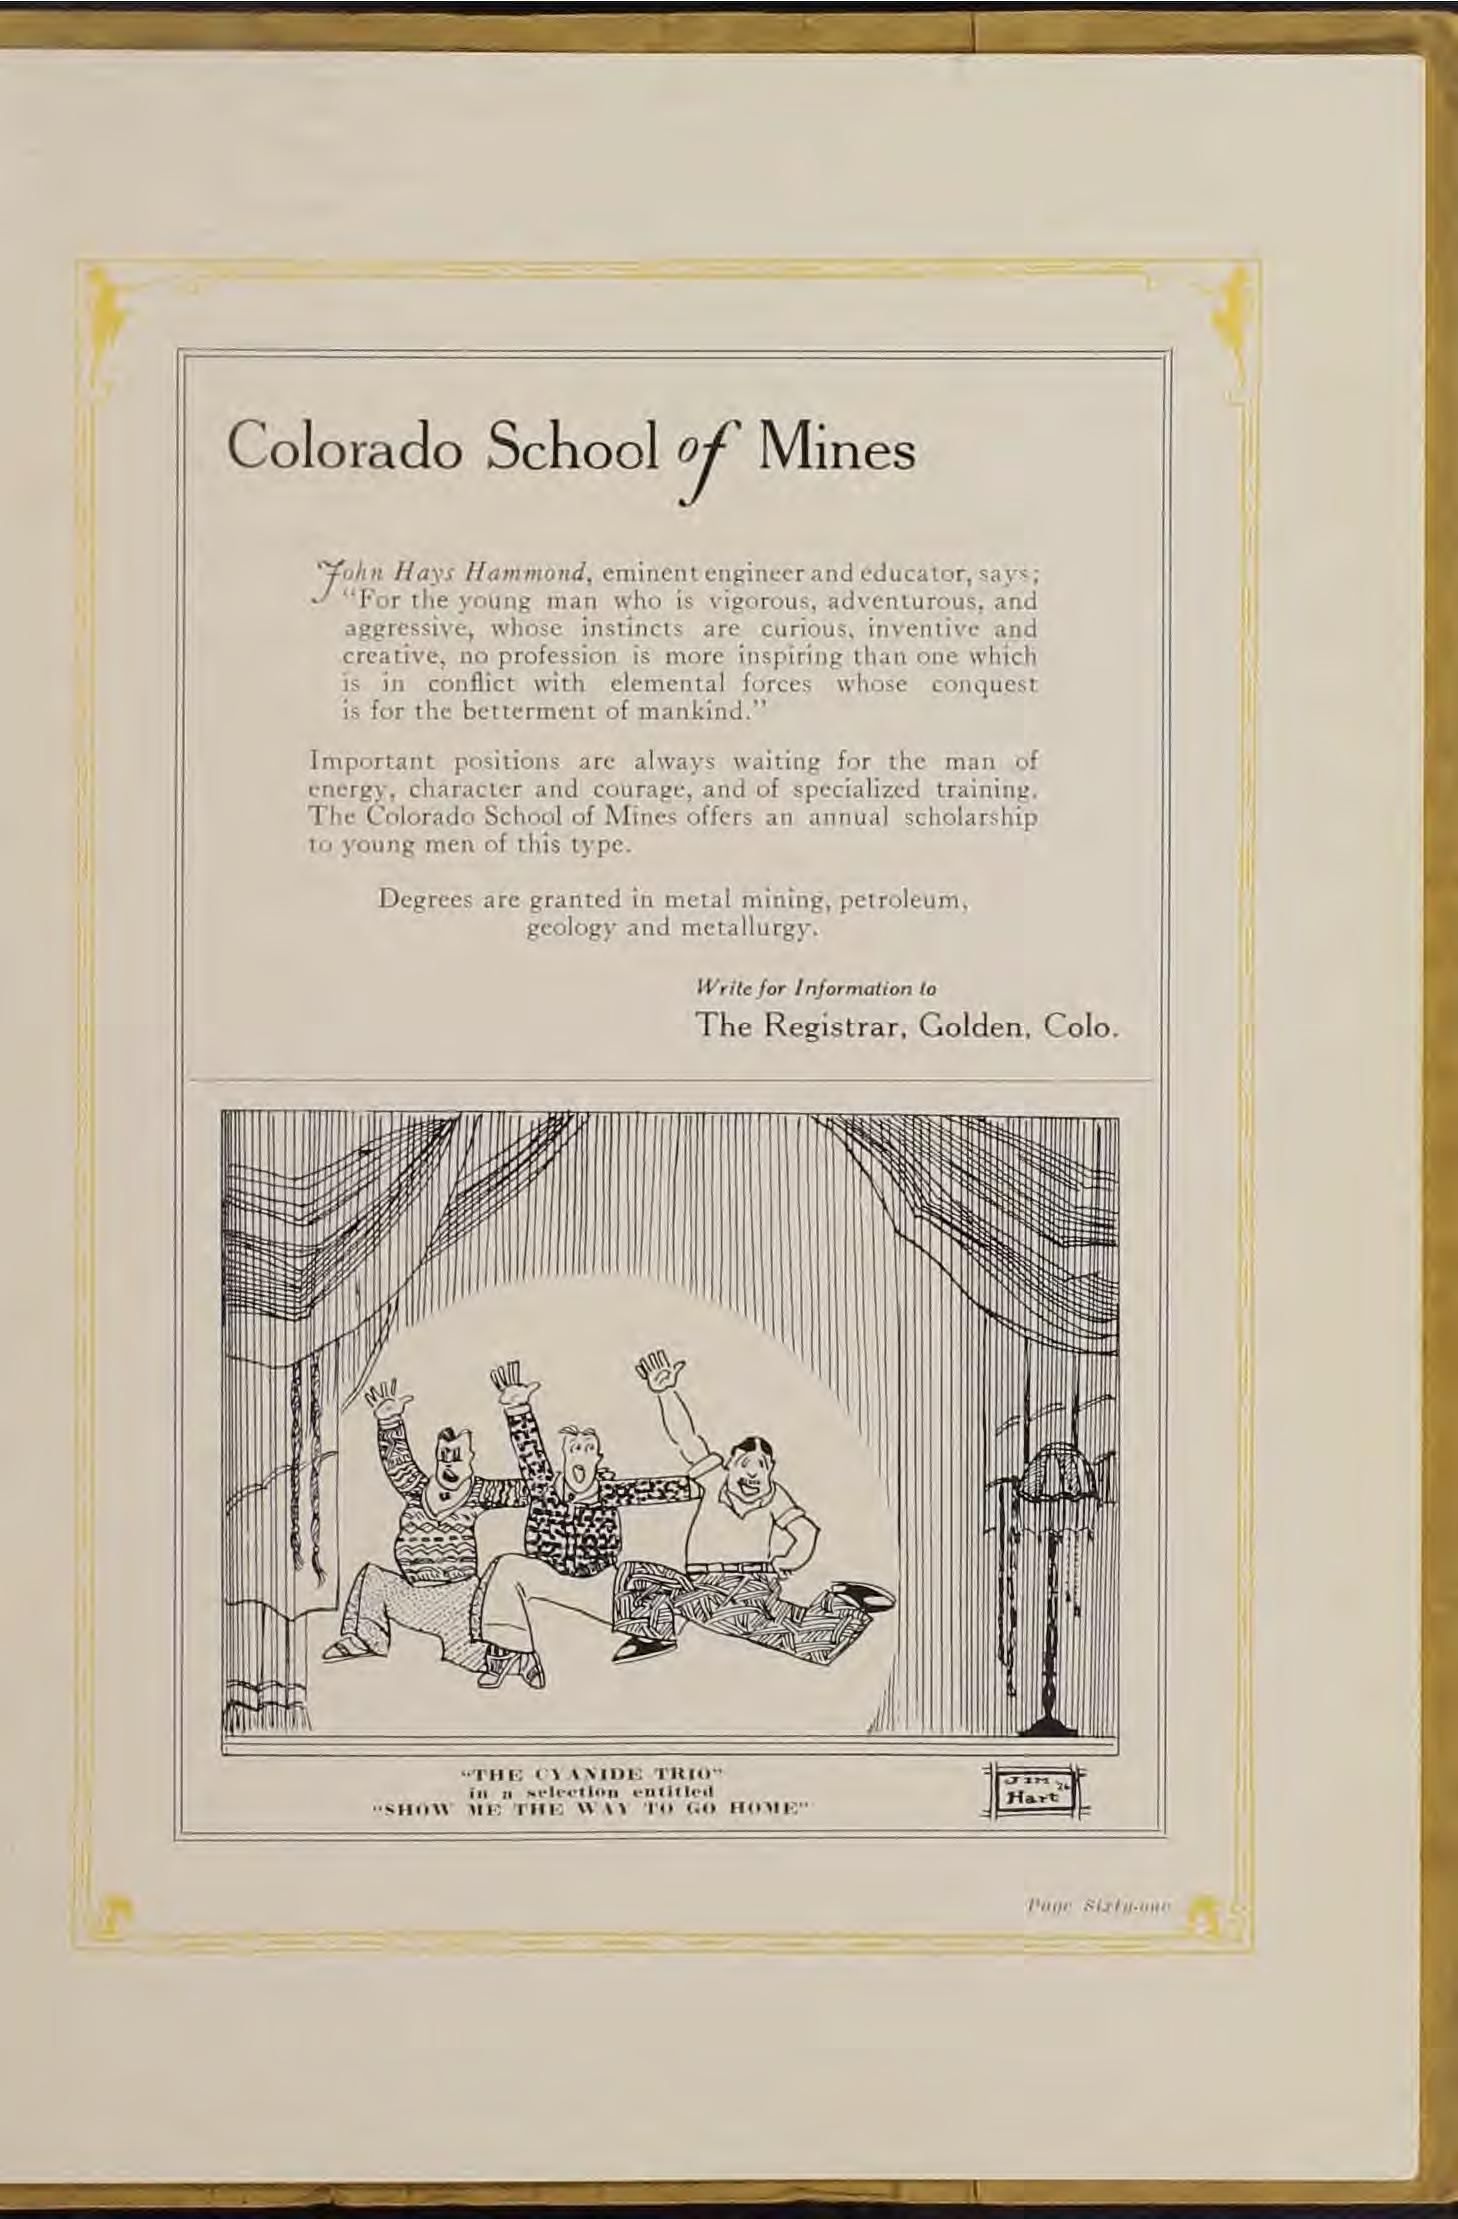 Colorado School of Mines
John Hays Hammond, eminent engineer and educator, says;
"For the young man who is vigorous, adventurous, and
aggressive, whose instincts are curious, inventive and
creative, no profession is more inspiring than one which
is in conflict with elemental forces whose conquest
is for the betterment of mankind."
Important positions are always waiting for the man of
energy, character and courage, and of specialized training.
The Colorado School of Mines offers an annual scholarship
to young men of this type.
Degrees are granted in metal mining, petroleum,
geology and metallurgy.
Write for Information to
The Registrar, Golden, Colo.
"THE CYANIDE TRIO"
in a selection entitled
"SHOW ME THE WAY TO GO HOME"
JIM '26
Hart
Page Sixty-one